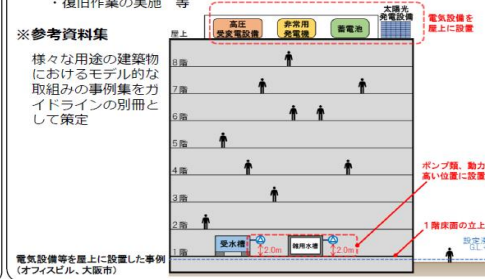 ・復旧作業の実施 等
※参考資料集
様々な用途の建築物
におけるモデル的な
取組みの事例集をガ
イドラインの別冊と
して策定
電気設備等を屋上に設置した事例
(オフィスビル、大阪市)
屋上
高圧
受変電設備
非常用
発電機
蓄電池
太陽光
発電設備
電気設備を
屋上に設置
8階
7階
6階
5階
4階
3階
2階
1階
受水槽
2.0m
雑用水槽
2.0m
ポンプ類、動力
高い位置に設置
1階床面の立上